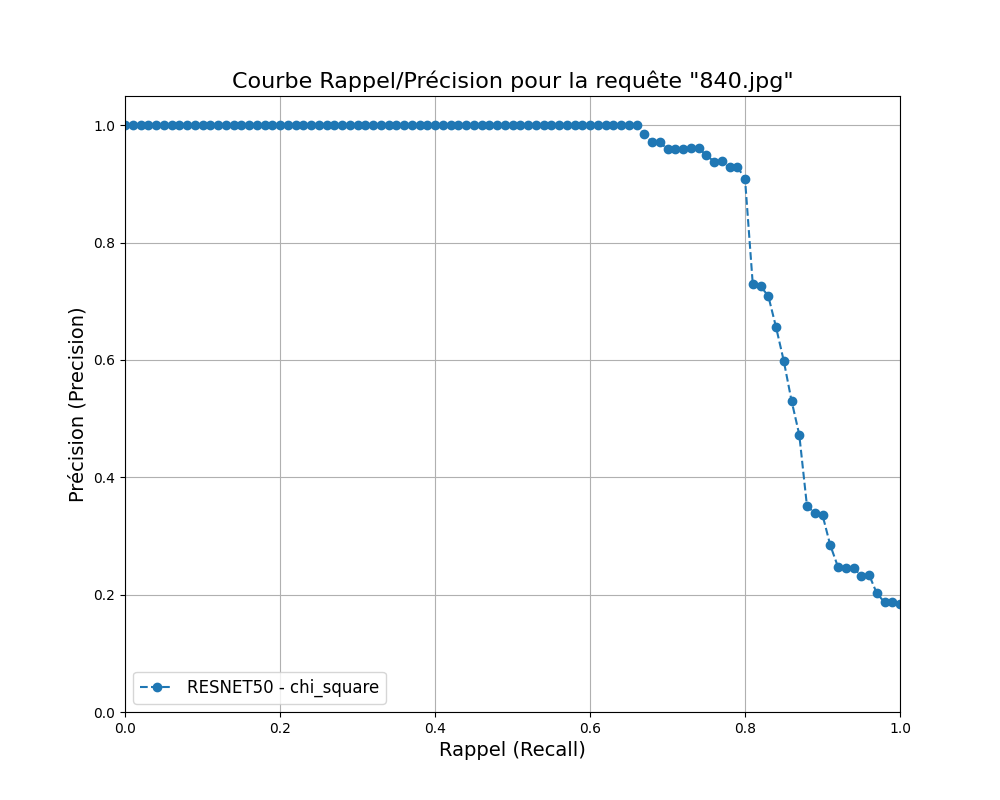 Courbe Rappel/Précision pour la requête "840.jpg"
Précision (Precision)
1.0
0.8
0.6
0.4
0.2
0.0
RESNET50 - chi_square
0.0 0.2 0.4 0.6 0.8 1.0
Rappel (Recall)